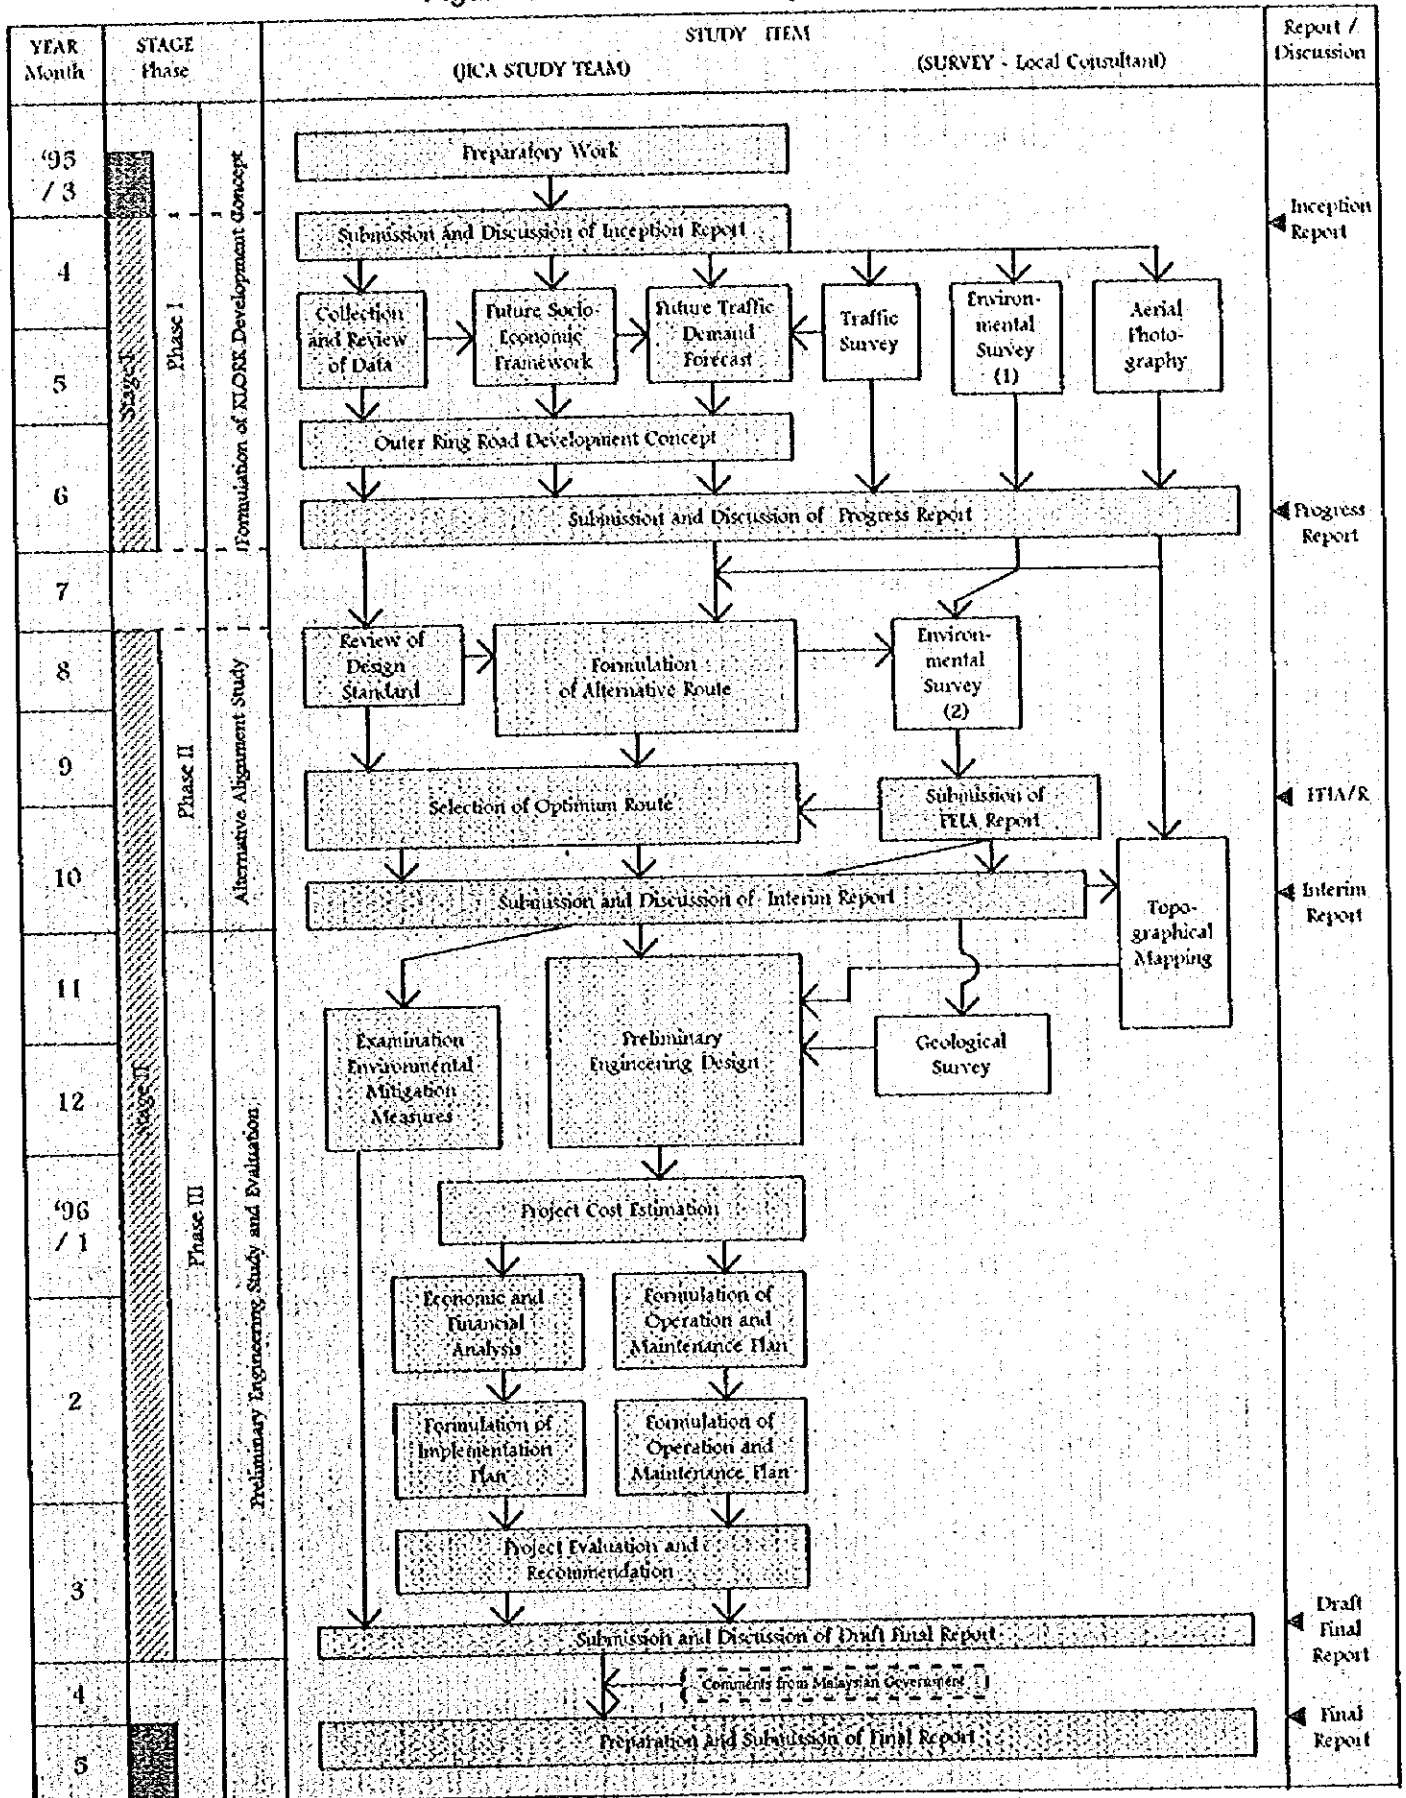 YEAR
Month
STAGE
Phase
STUDY ITEM
(JICA STUDY TEAM)
(SURVEY - Local Consultant)
Report /
Discussion
'95
/ 3
4
5
6
7
8
9
10
11
12
'96
/ 1
2
3
4
5
Stage I
Stage II
Phase I
Phase II
Phase III
Formulation of KLORR Development Concept
Alternative Alignment Study
Preliminary Engineering Study and Evaluation
Preparatory Work
Submission And Discussion of Inception Report
Collection
and Review
of Data
Future Socio-
Economic
Framework
Future Traffic
Demand
Forecast
Traffic
Survey
Environ-
mental
Survey
(1)
Aerial
Photo-
graphy
Outer Ring Road Development Concept
Submission and Discussion of Progress Report
Review of
Design
Standard
Formulation
of Alternative Route
Environ-
mental
Survey
(2)
Selection of Optimum Route
Submission of
Report
Submission and Discussion of Interim Report
Topo-
graphical
Mapping
Examination
Environmental
Mitigation
Measures
Preliminary
Engineering Design
Geological
Survey
Project Cost Estimation
Economic and
Financial
Analysis
Formulation of
Operation and
Maintenance Plan
Formulation of
Implementation
Plan
Formulation of
Operation and
Maintenance Plan
Project Evaluation and
Recommendation
Submission and Discussion of Draft Final Report
Comments from Malaysian Government
Preparation and Submission of Final Report
Inception
Report
Progress
Report
Interim
Report
Draft
Final
Report
Final
Report